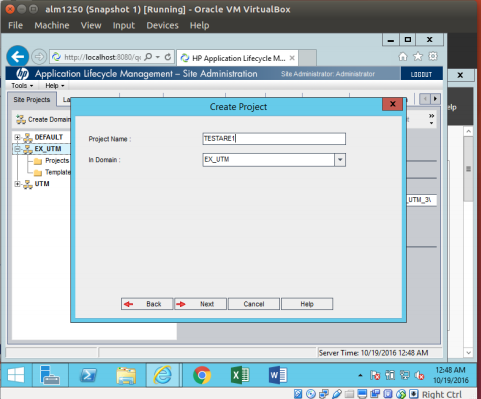 alm1250 (Snapshot 1) [Running] - Oracle VM VirtualBox
File Machine View Input Devices Help
http://localhost:8080/qc
HP Application Lifecycle M...
Application Lifecycle Management – Site Administration
Site Administrator: Administrator
LOGOUT
Tools Help
Site Projects La
elp
Create Domain
DEFAULT
EX_UTM
Projects
Template
UTM
UTM_3\
Create Project
Project Name :
TESTARE1
In Domain :
EX_UTM
Back Next Cancel Help
Server Time: 10/19/2016 12:48 AM
12:48 AM
10/19/2016
Right Ctrl